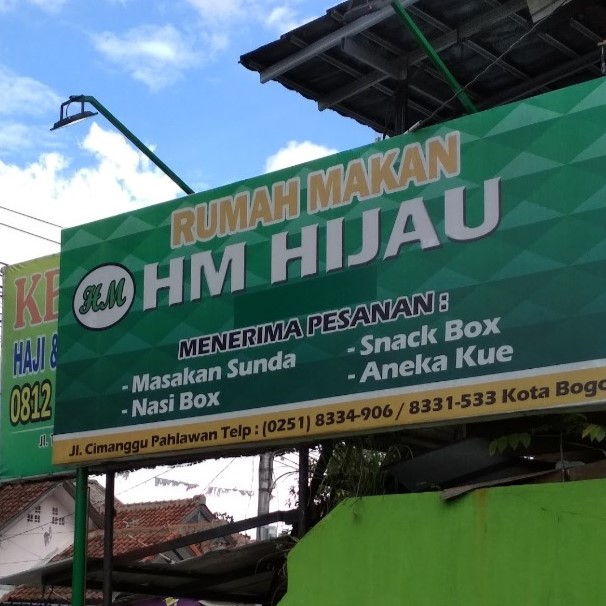 RUMAH MAKAN
HM HIJAU
HM
MENERIMA PESANAN :
- Masakan Sunda
- Nasi Box
- Snack Box
- Aneka Kue
Jl. Cimanggu Pahlawan Telp : (0251) 8334-906 / 8331-533 Kota Bogo
KE
HAJI &
0812